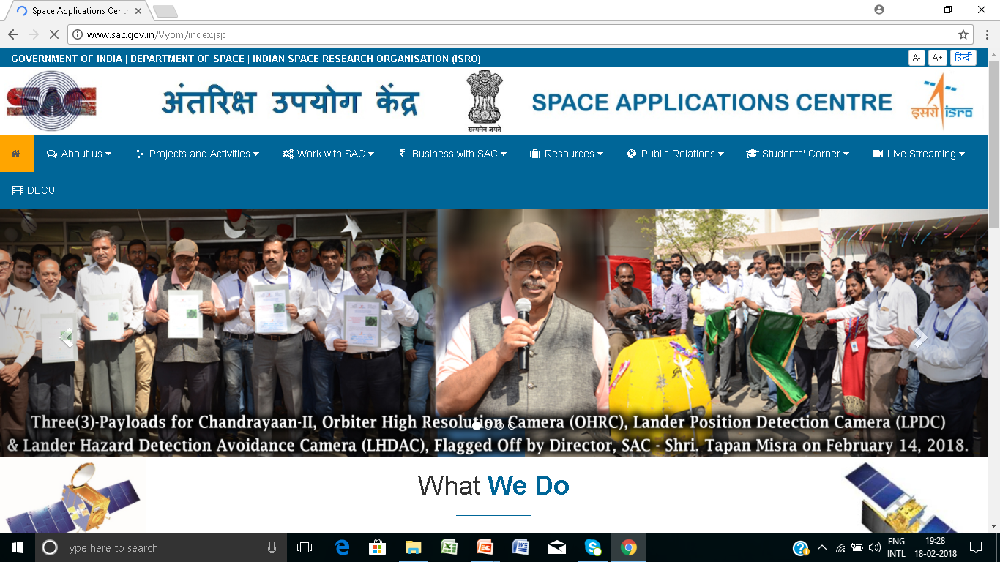 Space Applications Centr
www.sac.gov.in/Vyom/index.jsp
GOVERNMENT OF INDIA | DEPARTMENT OF SPACE | INDIAN SPACE RESEARCH ORGANISATION (ISRO)
A- A+ हिन्दी
SAC
अंतरिक्ष उपयोग केंद्र
सत्यमेव जयते
SPACE APPLICATIONS CENTRE
इसरो isro
About us
Projects and Activities
Work with SAC
Business with SAC
Resources
Public Relations
Students' Corner
Live Streaming
DECU
Three(3)-Payloads for Chandrayaan-II, Orbiter High Resolution Camera (OHRC), Lander Position Detection Camera (LPDC)
& Lander Hazard Detection Avoidance Camera (LHDAC), Flagged Off by Director, SAC - Shri. Tapan Misra on February 14, 2018.
What We Do
Type here to search
ENG
INTL
19:28
18-02-2018